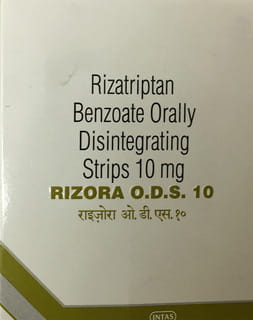 Rizatriptan
Benzoate Orally
Disintegrating
Strips 10 mg
RIZORA O.D.S. 10
राइज़ोरा ओ. डी. एस. १०
INTAS